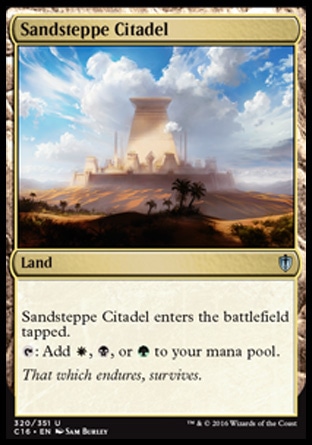 Sandsteppe Citadel
Land
Sandsteppe Citadel enters the battlefield
tapped.
: Add , , or to your mana pool.
That which endures, survives.
320/351 U
C16 • EN Sam Burley
™ & © 2016 Wizards of the Coast